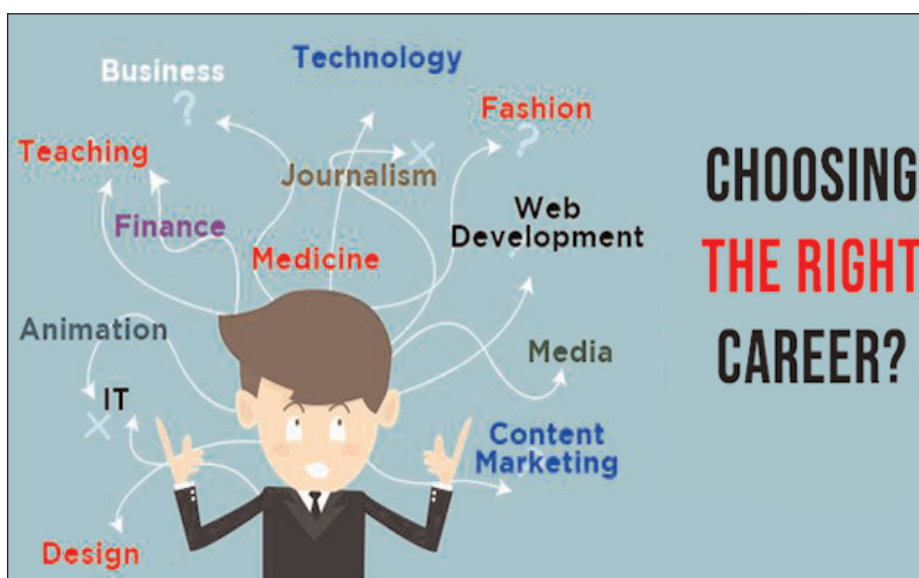 Business
Technology
Fashion
Teaching
Journalism
Finance
Web
Development
Medicine
Animation
Media
IT
Content
Marketing
Design
CHOOSING
THE RIGHT
CAREER?